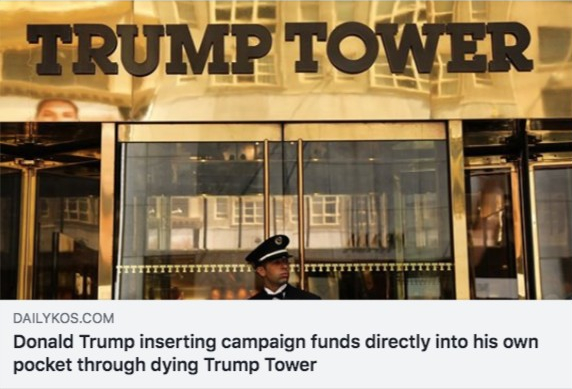 TRUMP TOWER
DAILYKOS.COM
Donald Trump inserting campaign funds directly into his own
pocket through dying Trump Tower